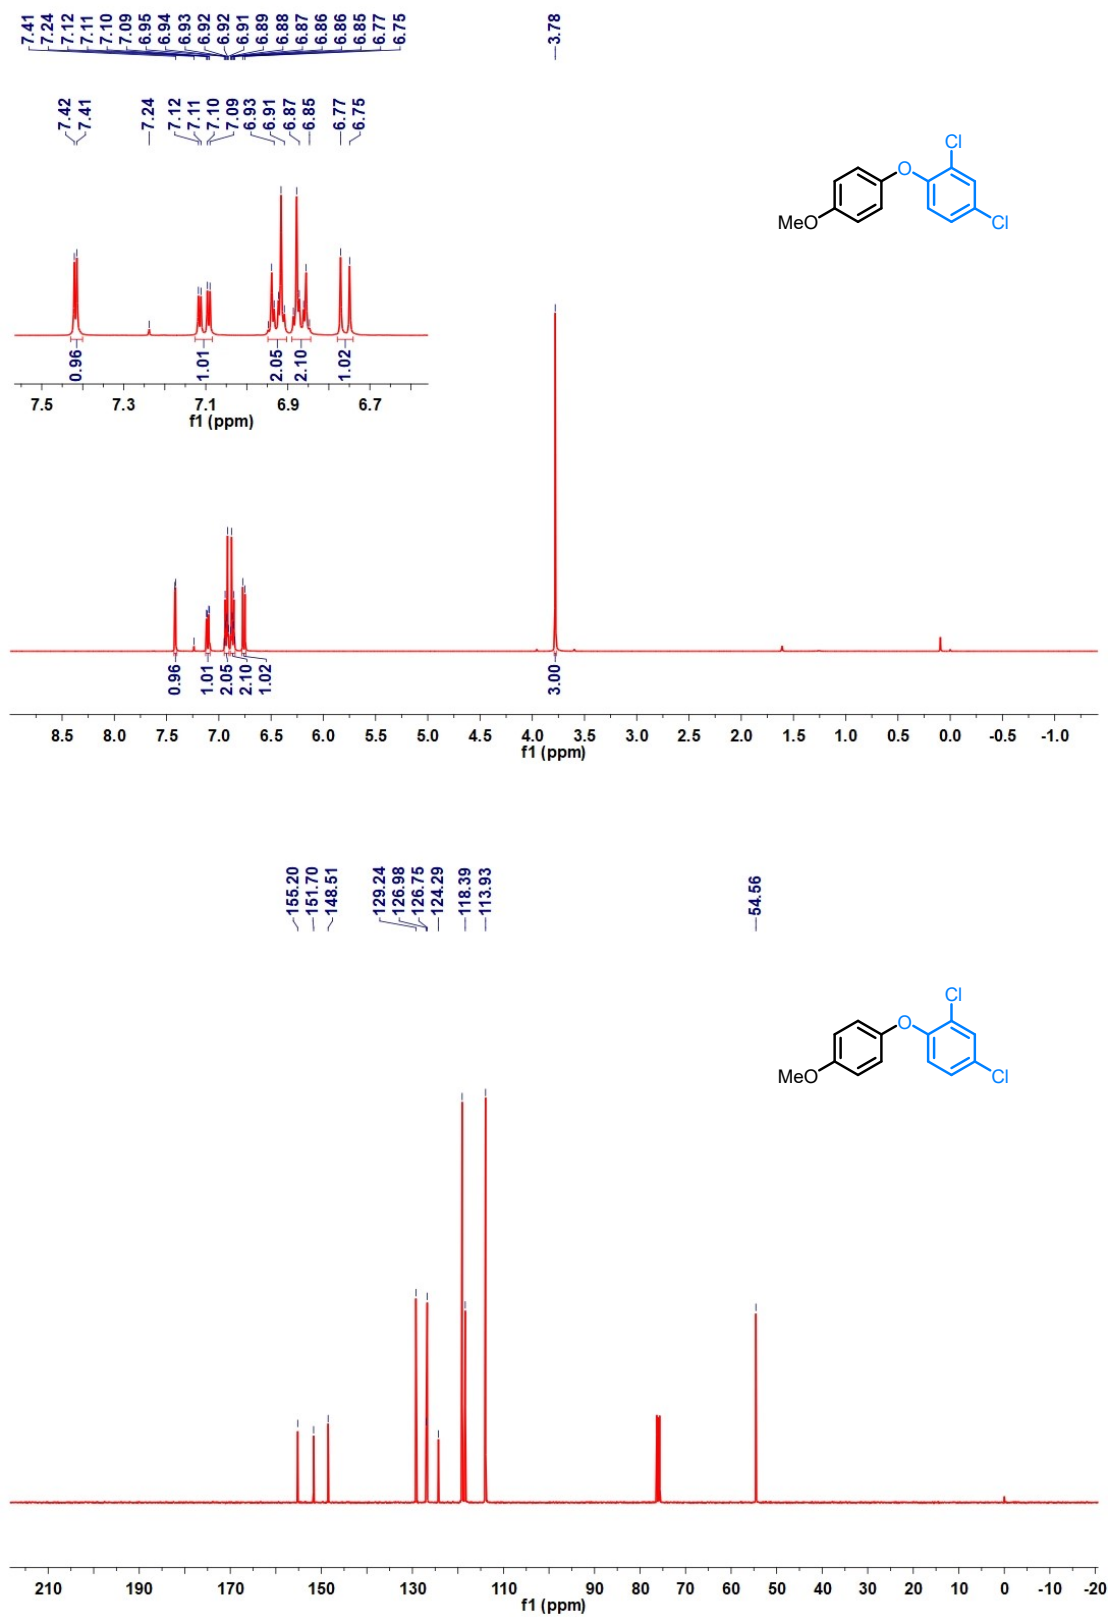 7.41 7.24 7.12 7.11 7.10 7.09 6.95 6.94 6.93 6.92 6.92 6.91 6.89 6.88 6.87 6.86 6.86 6.85 6.77 6.75
3.78
7.42 7.41 7.24 7.12 7.11 7.10 7.09 6.93 6.91 6.87 6.85 6.77 6.75
Cl
O
MeO
Cl
0.96 1.01 2.05 2.10 1.02
7.5 7.3 7.1 6.9 6.7
f1 (ppm)
0.96 1.01 2.05 2.10 1.02 3.00
8.5 8.0 7.5 7.0 6.5 6.0 5.5 5.0 4.5 4.0 3.5 3.0 2.5 2.0 1.5 1.0 0.5 0.0 -0.5 -1.0
f1 (ppm)
155.20 151.70 148.51 129.24 126.98 126.75 124.29 118.39 113.93 54.56
Cl
O
MeO
Cl
210 190 170 150 130 110 90 80 70 60 50 40 30 20 10 0 -10 -20
f1 (ppm)